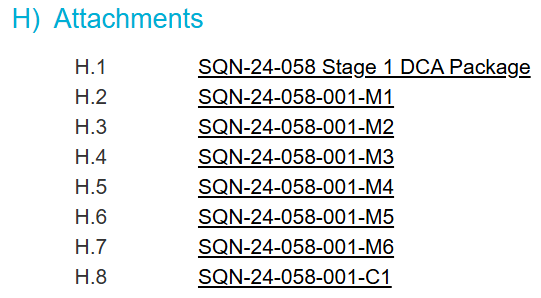 H) Attachments
H.1 SQN-24-058 Stage 1 DCA Package
H.2 SQN-24-058-001-M1
H.3 SQN-24-058-001-M2
H.4 SQN-24-058-001-M3
H.5 SQN-24-058-001-M4
H.6 SQN-24-058-001-M5
H.7 SQN-24-058-001-M6
H.8 SQN-24-058-001-C1